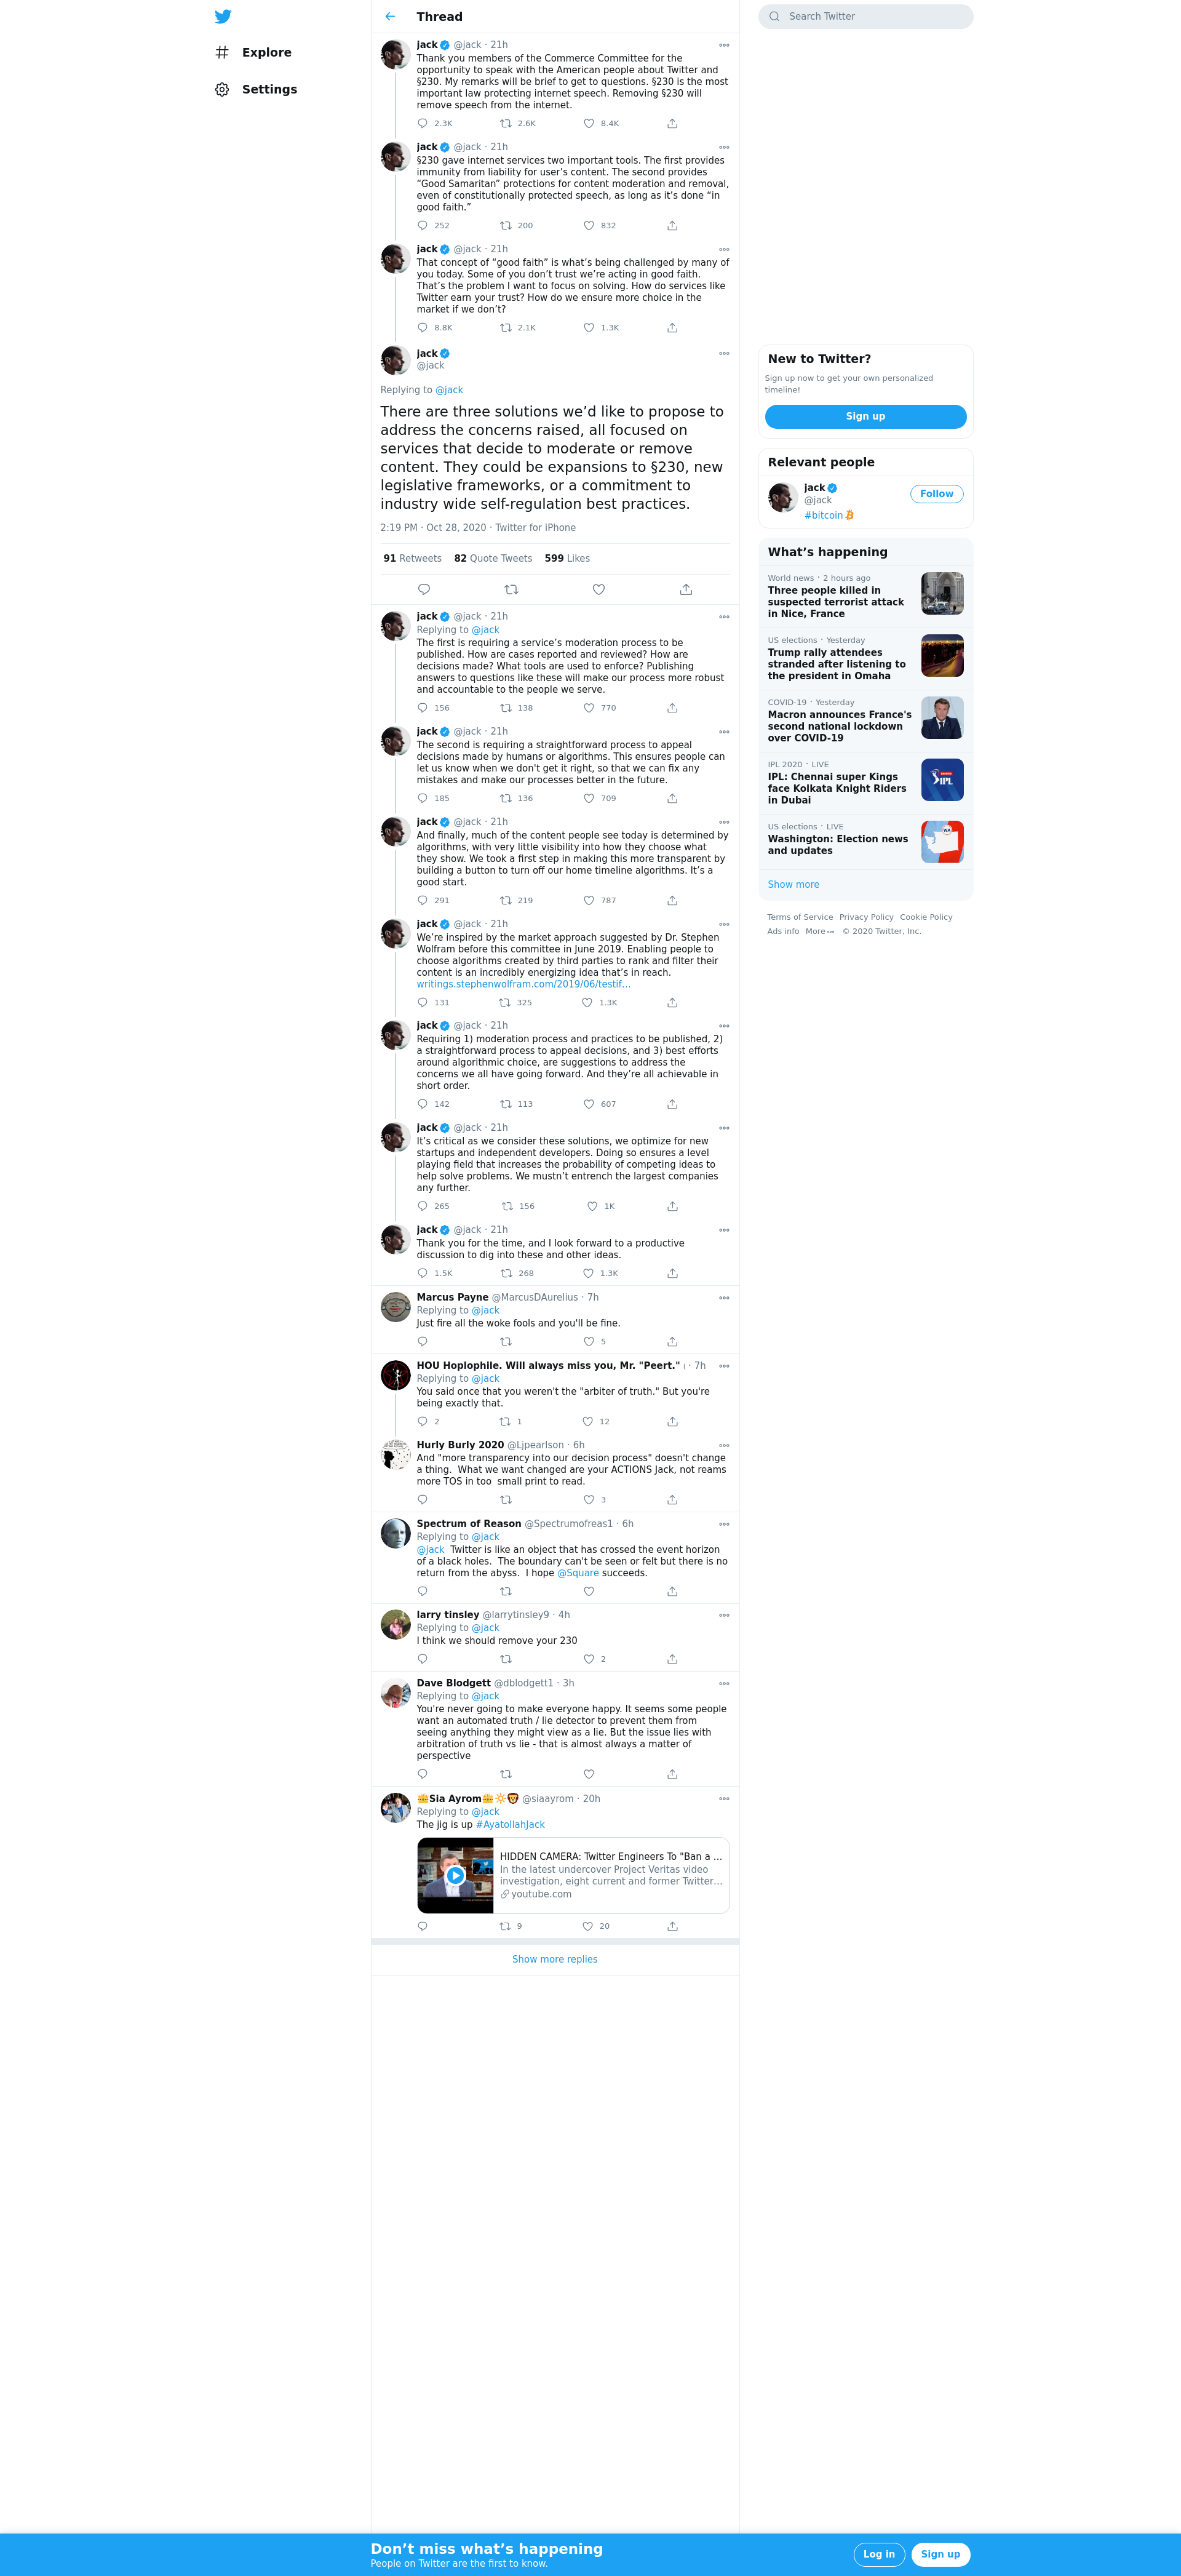 Explore
Settings
Thread
jack @jack · 21h
Thank you members of the Commerce Committee for the
opportunity to speak with the American people about Twitter and
§230. My remarks will be brief to get to questions. §230 is the most
important law protecting internet speech. Removing §230 will
remove speech from the internet.
2.3K 2.6K 8.4K
jack @jack · 21h
§230 gave internet services two important tools. The first provides
immunity from liability for user’s content. The second provides
“Good Samaritan” protections for content moderation and removal,
even of constitutionally protected speech, as long as it’s done “in
good faith.”
252 200 832
jack @jack · 21h
That concept of “good faith” is what’s being challenged by many of
you today. Some of you don’t trust we’re acting in good faith.
That’s the problem I want to focus on solving. How do services like
Twitter earn your trust? How do we ensure more choice in the
market if we don’t?
8.8K 2.1K 1.3K
jack
@jack
Replying to @jack
There are three solutions we’d like to propose to
address the concerns raised, all focused on
services that decide to moderate or remove
content. They could be expansions to §230, new
legislative frameworks, or a commitment to
industry wide self-regulation best practices.
2:19 PM · Oct 28, 2020 · Twitter for iPhone
91 Retweets 82 Quote Tweets 599 Likes
jack @jack · 21h
Replying to @jack
The first is requiring a service’s moderation process to be
published. How are cases reported and reviewed? How are
decisions made? What tools are used to enforce? Publishing
answers to questions like these will make our process more robust
and accountable to the people we serve.
156 138 770
jack @jack · 21h
The second is requiring a straightforward process to appeal
decisions made by humans or algorithms. This ensures people can
let us know when we don't get it right, so that we can fix any
mistakes and make our processes better in the future.
185 136 709
jack @jack · 21h
And finally, much of the content people see today is determined by
algorithms, with very little visibility into how they choose what
they show. We took a first step in making this more transparent by
building a button to turn off our home timeline algorithms. It’s a
good start.
291 219 787
jack @jack · 21h
We’re inspired by the market approach suggested by Dr. Stephen
Wolfram before this committee in June 2019. Enabling people to
choose algorithms created by third parties to rank and filter their
content is an incredibly energizing idea that’s in reach.
writings.stephenwolfram.com/2019/06/testif…
131 325 1.3K
jack @jack · 21h
Requiring 1) moderation process and practices to be published, 2)
a straightforward process to appeal decisions, and 3) best efforts
around algorithmic choice, are suggestions to address the
concerns we all have going forward. And they’re all achievable in
short order.
142 113 607
jack @jack · 21h
It’s critical as we consider these solutions, we optimize for new
startups and independent developers. Doing so ensures a level
playing field that increases the probability of competing ideas to
help solve problems. We mustn’t entrench the largest companies
any further.
265 156 1K
jack @jack · 21h
Thank you for the time, and I look forward to a productive
discussion to dig into these and other ideas.
1.5K 268 1.3K
Marcus Payne @MarcusDAurelius · 7h
Replying to @jack
Just fire all the woke fools and you'll be fine.
5
HOU Hoplophile. Will always miss you, Mr. "Peert." · 7h
Replying to @jack
You said once that you weren't the "arbiter of truth." But you're
being exactly that.
2 1 12
Hurly Burly 2020 @Ljpearlson · 6h
And "more transparency into our decision process" doesn't change
a thing. What we want changed are your ACTIONS Jack, not reams
more TOS in too small print to read.
3
Spectrum of Reason @Spectrumofreas1 · 6h
Replying to @jack
@jack Twitter is like an object that has crossed the event horizon
of a black holes. The boundary can't be seen or felt but there is no
return from the abyss. I hope @Square succeeds.
larry tinsley @larrytinsley9 · 4h
Replying to @jack
I think we should remove your 230
2
Dave Blodgett @dblodgett1 · 3h
Replying to @jack
You're never going to make everyone happy. It seems some people
want an automated truth / lie detector to prevent them from
seeing anything they might view as a lie. But the issue lies with
arbitration of truth vs lie - that is almost always a matter of
perspective
Sia Ayrom @siaayrom · 20h
Replying to @jack
The jig is up #AyatollahJack
HIDDEN CAMERA: Twitter Engineers To "Ban a ...
In the latest undercover Project Veritas video
investigation, eight current and former Twitter...
youtube.com
9 20
Show more replies
Search Twitter
New to Twitter?
Sign up now to get your own personalized
timeline!
Sign up
Relevant people
jack
@jack
Follow
#bitcoin
What’s happening
World news · 2 hours ago
Three people killed in
suspected terrorist attack
in Nice, France
US elections · Yesterday
Trump rally attendees
stranded after listening to
the president in Omaha
COVID-19 · Yesterday
Macron announces France's
second national lockdown
over COVID-19
IPL 2020 · LIVE
IPL: Chennai super Kings
face Kolkata Knight Riders
in Dubai
IPL
US elections · LIVE
Washington: Election news
and updates
WA
Show more
Terms of Service Privacy Policy Cookie Policy
Ads info More © 2020 Twitter, Inc.
Don’t miss what’s happening
People on Twitter are the first to know.
Log in
Sign up